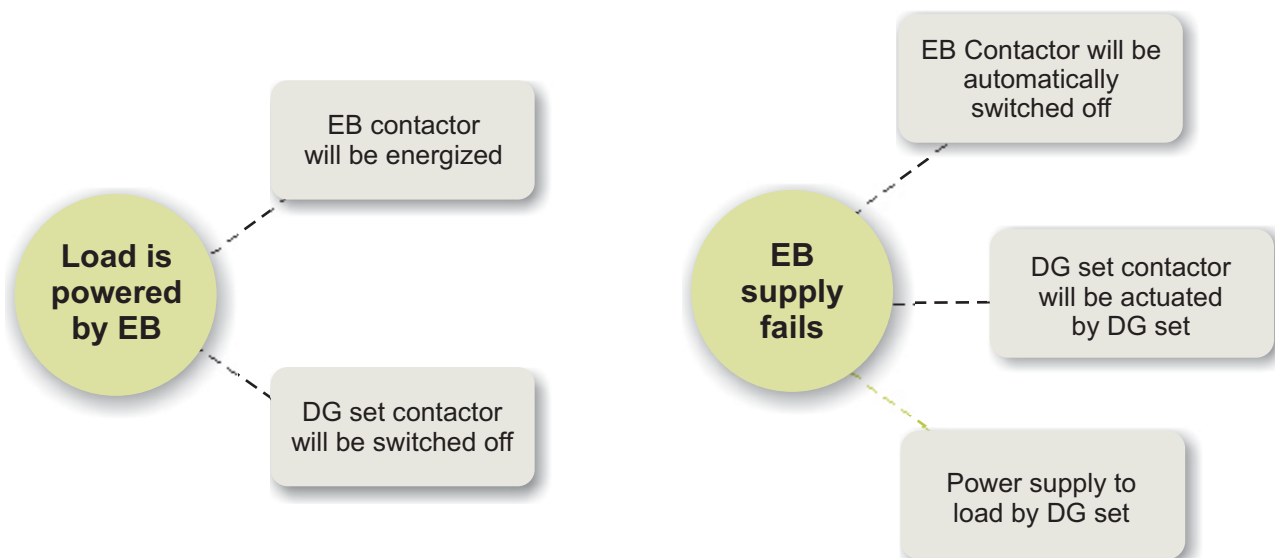 Load is
powered
by EB
EB contactor
will be energized
DG set contactor
will be switched off
EB
supply
fails
EB Contactor will be
automatically
switched off
DG set contactor
will be actuated
by DG set
Power supply to
load by DG set